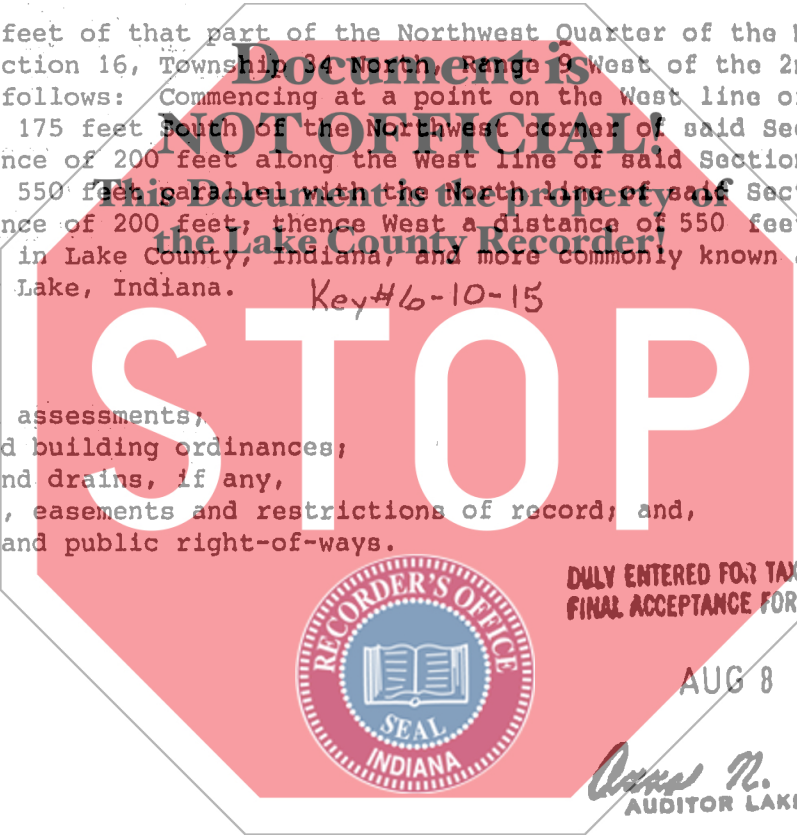 feet of that part of the Northwest Quarter of the
ction 16, Township 34 North, Range 9 West of the 2n
follows: Commencing at a point on the West line o
175 feet South of the Northwest corner of said Sec
nce of 200 feet along the West line of said Section
550 feet parallel with the North line of said Sec
nce of 200 feet; thence West a distance of 550 feet
in Lake County, Indiana, and more commonly known
Lake, Indiana.
Key#6-10-15
Document is
NOT OFFICIAL!
This Document is the property of
the Lake County Recorder!
STOP
assessments;
d building ordinances;
nd drains, if any,
, easements and restrictions of record; and,
and public right-of-ways.
RECORDER'S OFFICE
SEAL
INDIANA
DULY ENTERED FOR TAX
FINAL ACCEPTANCE FOR
AUG 8
Anna N.
AUDITOR LAKE